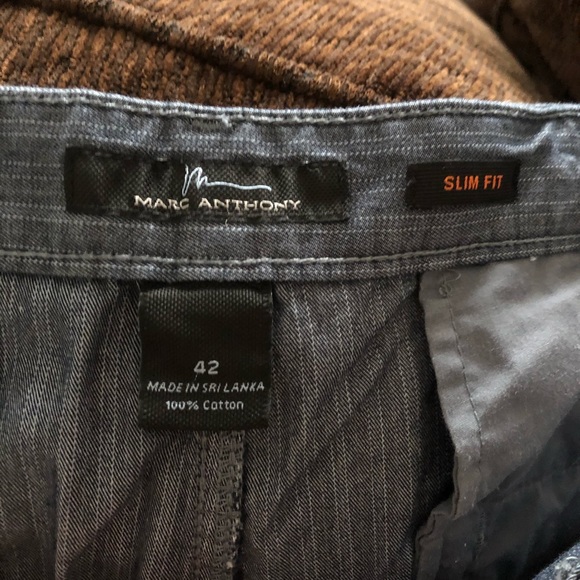 MARC ANTHONY
SLIM FIT
42
MADE IN SRI LANKA
100% Cotton